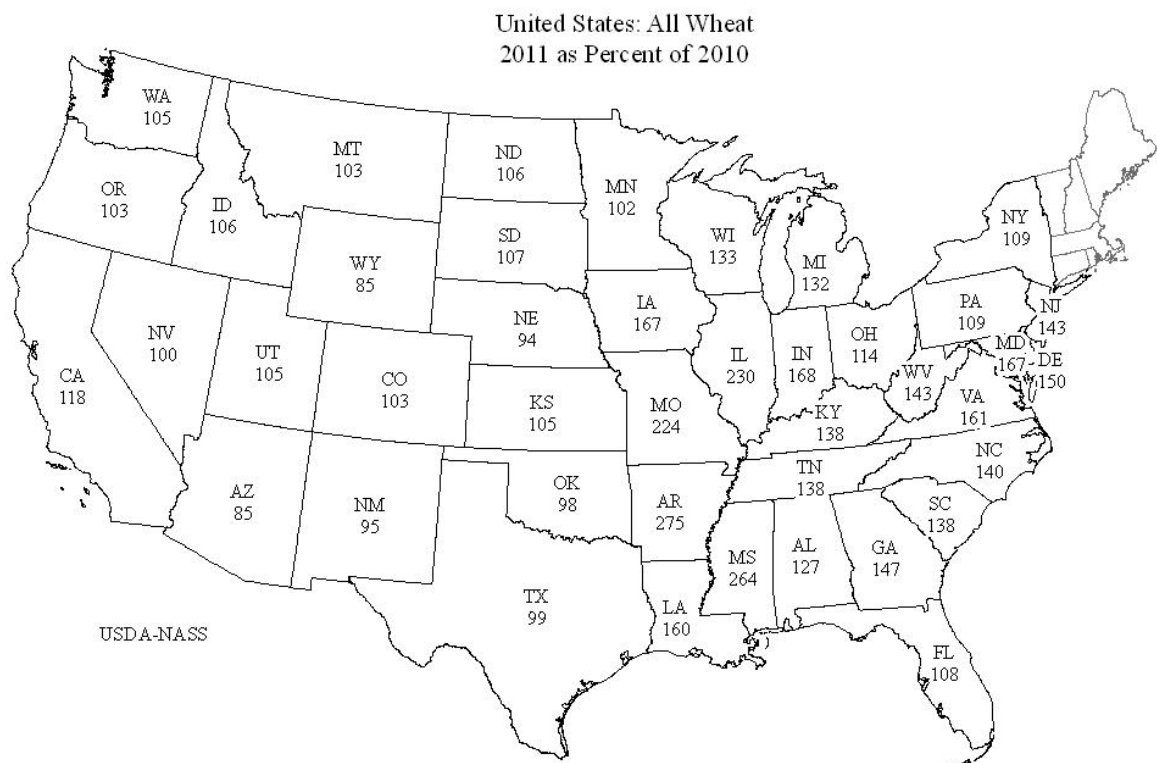 United States: All Wheat
2011 as Percent of 2010
WA
105
MT
103
ND
106
MN
102
OR
103
ID
106
SD
107
WI
133
MI
132
NY
109
WY
85
NE
94
IA
167
PA
109
NJ
143
NV
100
UT
105
CO
103
KS
105
MO
224
IL
230
IN
168
OH
114
WV
143
MD
167
DE
150
CA
118
KY
138
VA
161
AZ
85
NM
95
OK
98
AR
275
TN
138
NC
140
SC
138
MS
264
AL
127
GA
147
TX
99
LA
160
USDA-NASS
FL
108